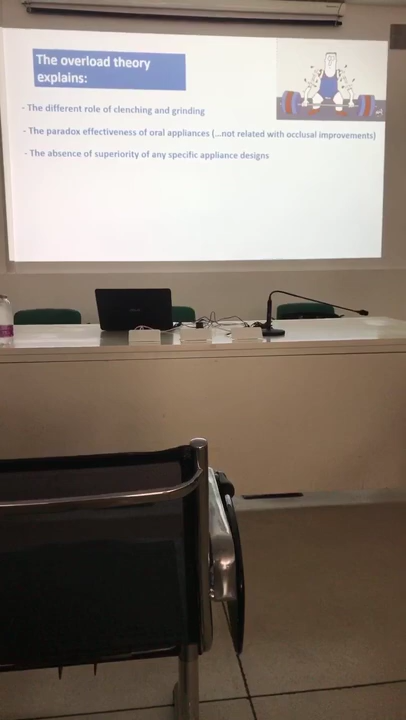 The overload theory
explains:
- The different role of clenching and grinding
- The paradox effectiveness of oral appliances (...not related with occlusal improvements)
- The absence of superiority of any specific appliance designs